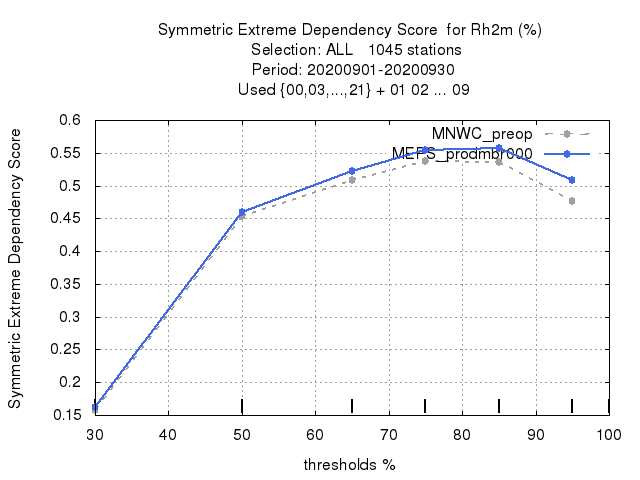 Symmetric Extreme Dependency Score for Rh2m (%)
Selection: ALL 1045 stations
Period: 20200901-20200930
Used {00,03,...,21} + 01 02 ... 09
Symmetric Extreme Dependency Score
0.6
0.55
0.5
0.45
0.4
0.35
0.3
0.25
0.2
0.15
MNWC_preop
MEPS_prodmbr000
30 40 50 60 70 80 90 100
thresholds %